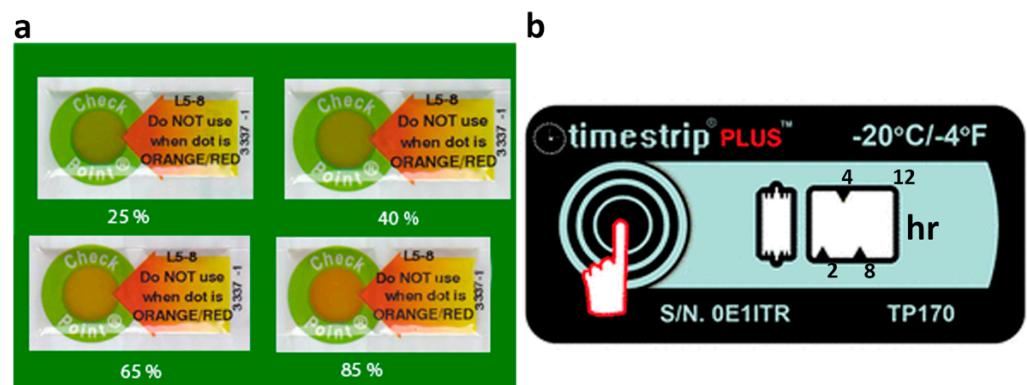 a
Check
Point®
L5-8
Do NOT use
when dot is
ORANGE/RED
3337 -1
25 %
Check
Point®
L5-8
Do NOT use
when dot is
ORANGE/RED
3337 -1
40 %
Check
Point®
L5-8
Do NOT use
when dot is
ORANGE/RED
3337 -1
65 %
Check
Point®
L5-8
Do NOT use
when dot is
ORANGE/RED
3337-1
85 %
b
timestrip® PLUS™ -20°C/-4°F
4 12
hr
2 8
S/N. 0E1ITR TP170